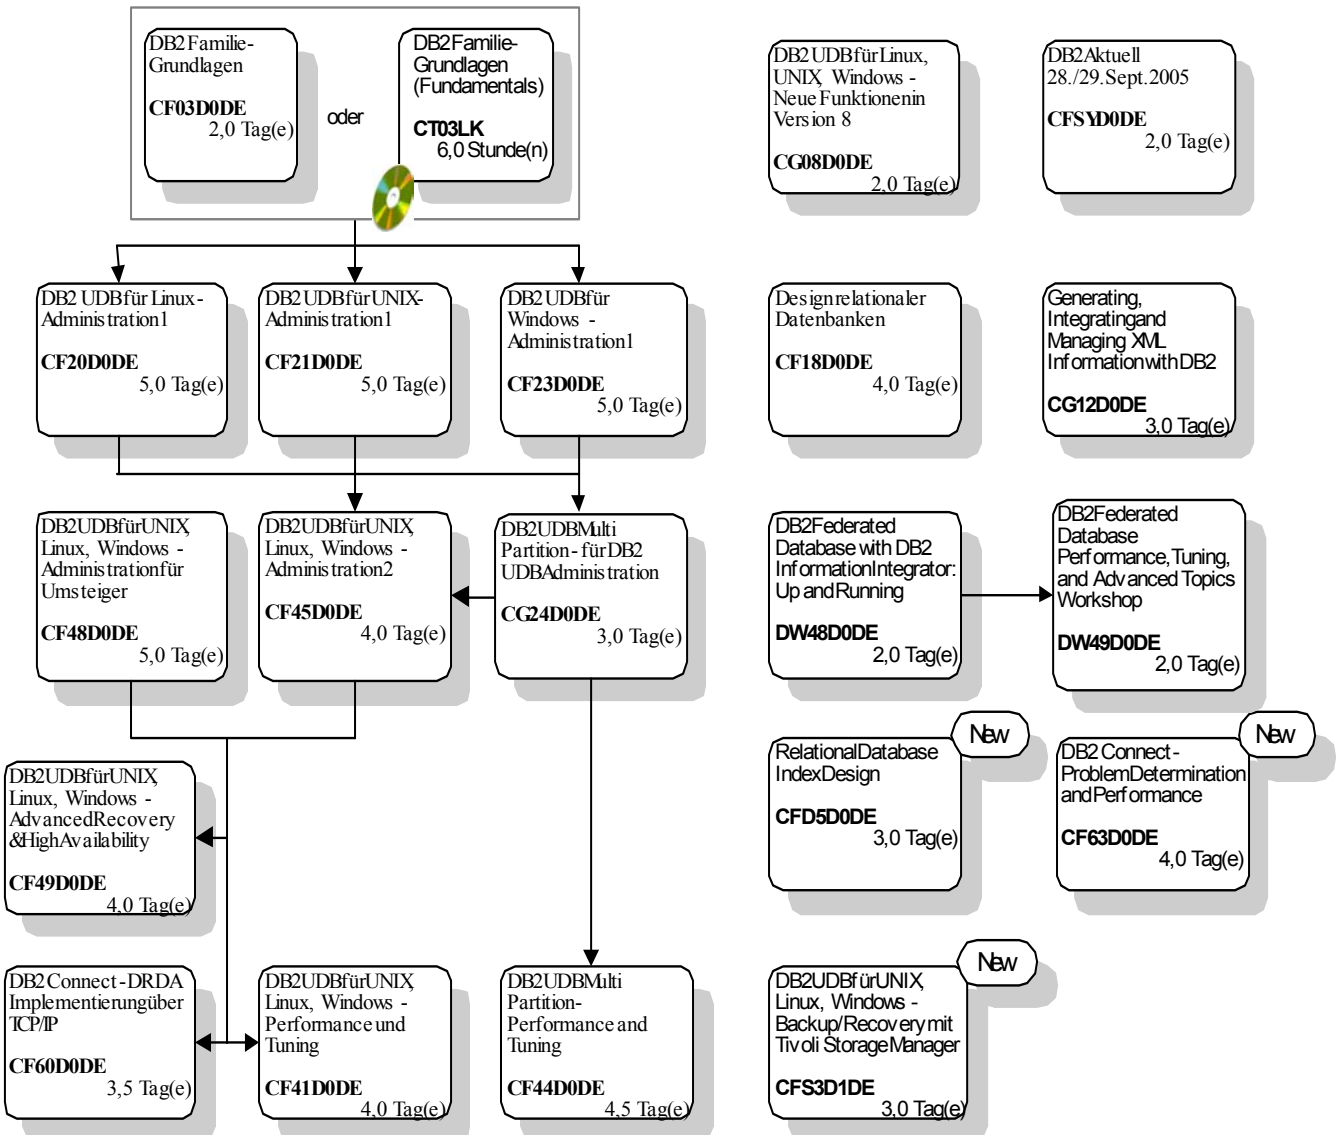 DB2 Familie-
Grundlagen
CF03D0DE
2,0 Tag(e)
oder
DB2 Familie-
Grundlagen
(Fundamentals)
CT03LK
6,0 Stunde(n)
DB2 UDB für Linux,
UNIX, Windows -
Neue Funktionen in
Version 8
CG08D0DE
2,0 Tag(e)
DB2 Aktuell
28./29. Sept. 2005
CFSYD0DE
2,0 Tag(e)
DB2 UDB für Linux -
Administration 1
CF20D0DE
5,0 Tag(e)
DB2 UDB für UNIX-
Administration 1
CF21D0DE
5,0 Tag(e)
DB2 UDB für
Windows -
Administration 1
CF23D0DE
5,0 Tag(e)
Design relationaler
Datenbanken
CF18D0DE
4,0 Tag(e)
Generating,
Integrating and
Managing XML
Information with DB2
CG12D0DE
3,0 Tag(e)
DB2 UDB für UNIX,
Linux, Windows -
Administration für
Umsteiger
CF48D0DE
5,0 Tag(e)
DB2 UDB für UNIX,
Linux, Windows -
Administration 2
CF45D0DE
4,0 Tag(e)
DB2 UDB Multi
Partition - für DB2
UDB Administration
CG24D0DE
3,0 Tag(e)
DB2 Federated
Database with DB2
Information Integrator:
Up and Running
DW48D0DE
2,0 Tag(e)
DB2 Federated
Database
Performance, Tuning,
and Advanced Topics
Workshop
DW49D0DE
2,0 Tag(e)
DB2 UDB für UNIX,
Linux, Windows -
Advanced Recovery
& High Availability
CF49D0DE
4,0 Tag(e)
New
Relational Database
Index Design
CFD5D0DE
3,0 Tag(e)
New
DB2 Connect -
Problem Determination
and Performance
CF63D0DE
4,0 Tag(e)
DB2 Connect - DRDA
Implementierung über
TCP/IP
CF60D0DE
3,5 Tag(e)
DB2 UDB für UNIX,
Linux, Windows -
Performance und
Tuning
CF41D0DE
4,0 Tag(e)
DB2 UDB Multi
Partition-
Performance and
Tuning
CF44D0DE
4,5 Tag(e)
New
DB2 UDB für UNIX,
Linux, Windows -
Backup/Recovery mit
Tivoli Storage Manager
CFS3D1DE
3,0 Tag(e)